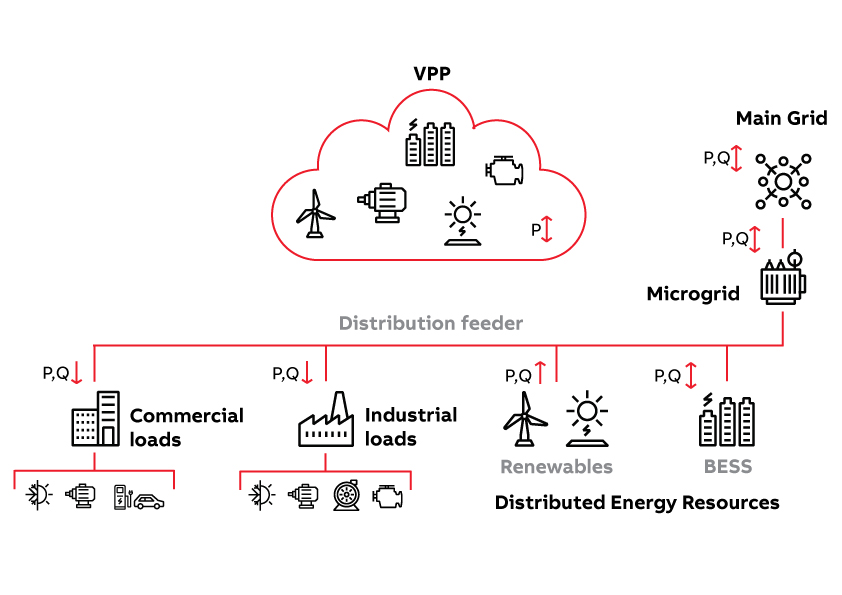 VPP
Main Grid
P,Q
P
P,Q
Microgrid
Distribution feeder
P,Q
P,Q
P,Q
P,Q
Commercial
loads
Industrial
loads
Renewables
BESS
Distributed Energy Resources